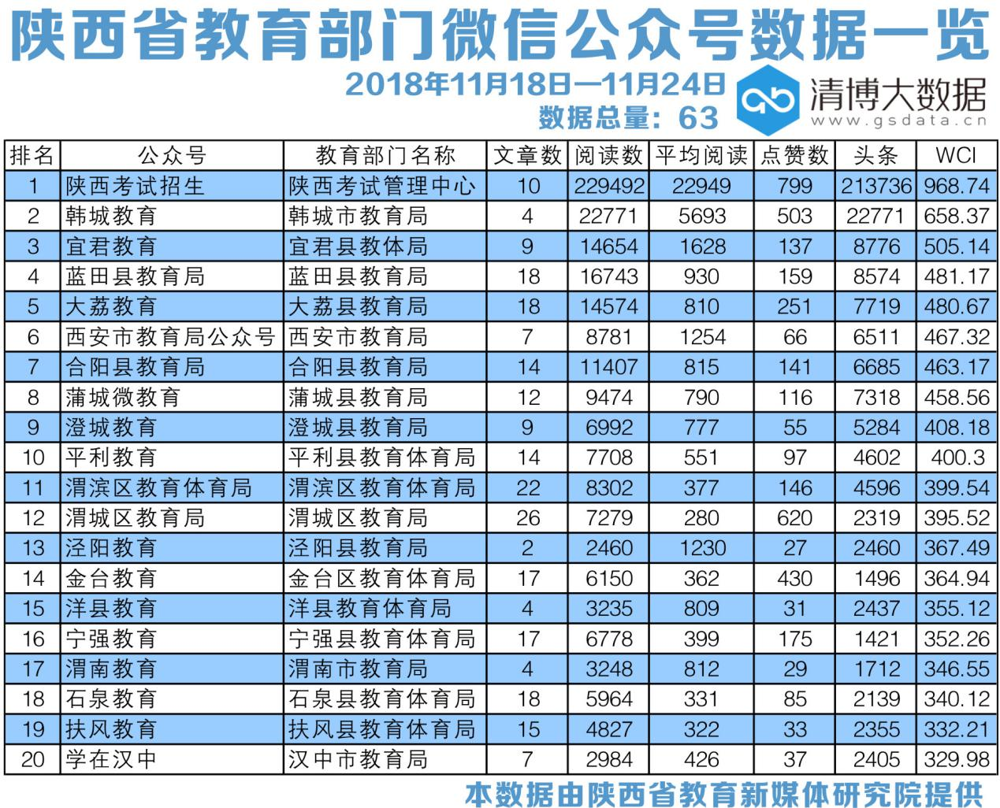 陕西省教育部门微信公众号数据一览
2018年11月18日—11月24日
数据总量：63
清博大数据
www.gsdata.cn
排名 公众号 教育部门名称 文章数 阅读数 平均阅读 点赞数 头条 WCI
1 陕西考试招生 陕西考试管理中心 10 229492 22949 799 213736 968.74
2 韩城教育 韩城市教育局 4 22771 5693 503 22771 658.37
3 宜君教育 宜君县教体局 9 14654 1628 137 8776 505.14
4 蓝田县教育局 蓝田县教育局 18 16743 930 159 8574 481.17
5 大荔教育 大荔县教育局 18 14574 810 251 7719 480.67
6 西安市教育局公众号 西安市教育局 7 8781 1254 66 6511 467.32
7 合阳县教育局 合阳县教育局 14 11407 815 141 6685 463.17
8 蒲城微教育 蒲城县教育局 12 9474 790 116 7318 458.56
9 澄城教育 澄城县教育局 9 6992 777 55 5284 408.18
10 平利教育 平利县教育体育局 14 7708 551 97 4602 400.3
11 渭滨区教育体育局 渭滨区教育体育局 22 8302 377 146 4596 399.54
12 渭城区教育局 渭城区教育局 26 7279 280 620 2319 395.52
13 泾阳教育 泾阳县教育局 2 2460 1230 27 2460 367.49
14 金台教育 金台区教育体育局 17 6150 362 430 1496 364.94
15 洋县教育 洋县教育体育局 4 3235 809 31 2437 355.12
16 宁强教育 宁强县教育体育局 17 6778 399 175 1421 352.26
17 渭南教育 渭南市教育局 4 3248 812 29 1712 346.55
18 石泉教育 石泉县教育体育局 18 5964 331 85 2139 340.12
19 扶风教育 扶风县教育体育局 15 4827 322 33 2355 332.21
20 学在汉中 汉中市教育局 7 2984 426 37 2405 329.98
本数据由陕西省教育新媒体研究院提供